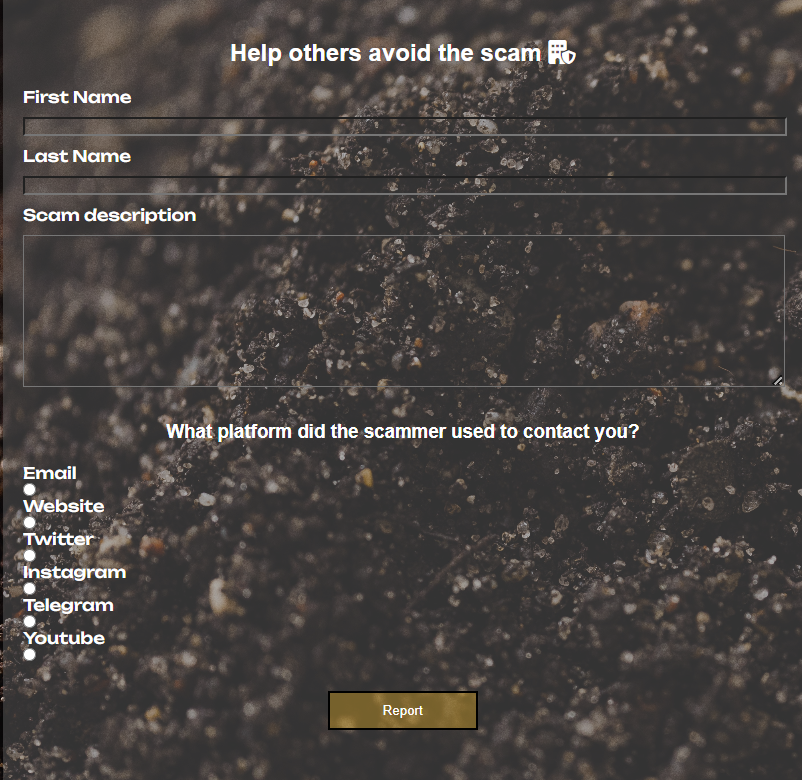 Help others avoid the scam
First Name
Last Name
Scam description
What platform did the scammer used to contact you?
Email
Website
Twitter
Instagram
Telegram
Youtube
Report